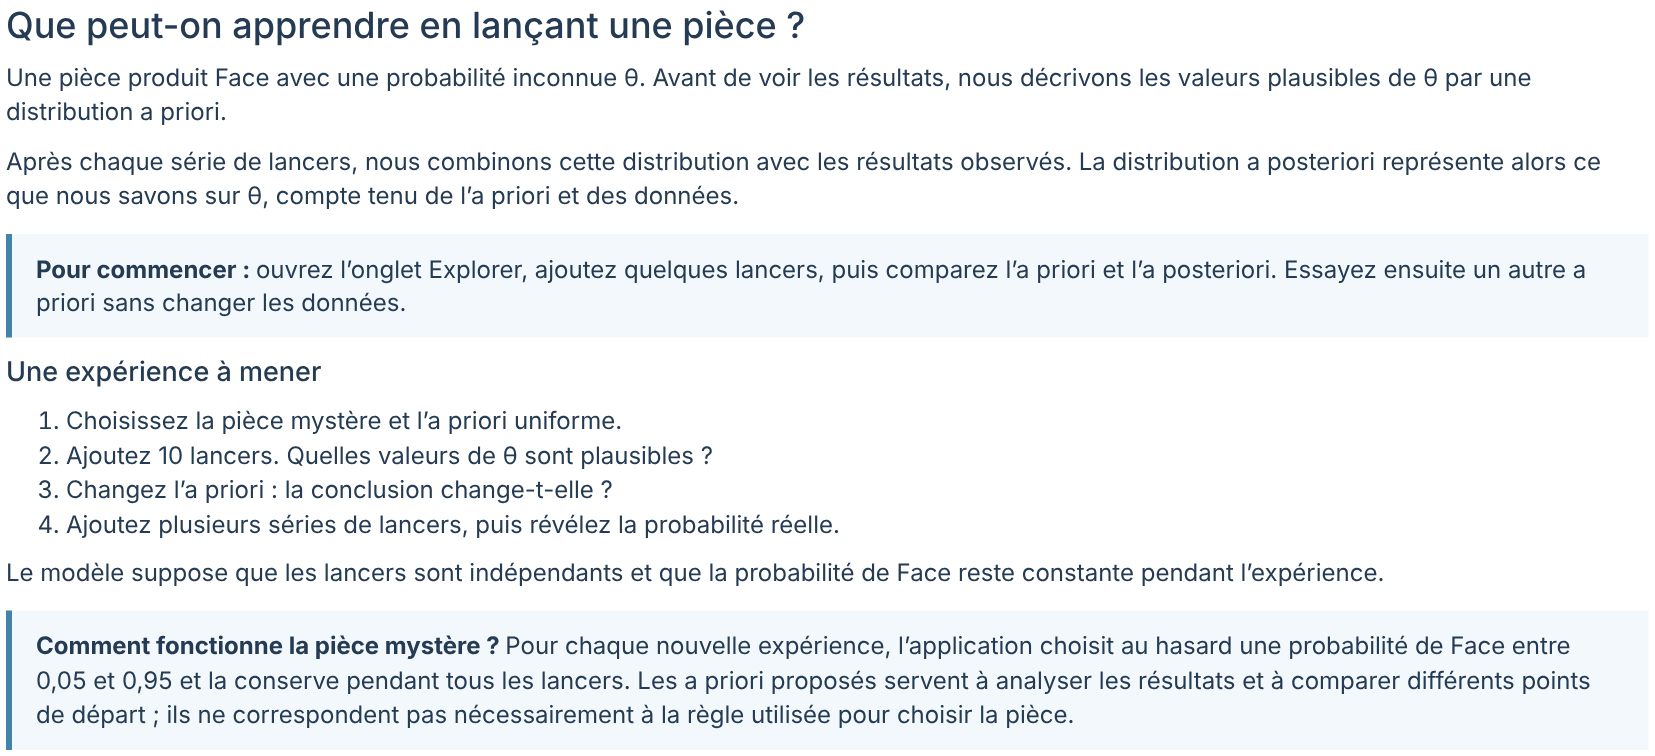 Que peut-on apprendre en lançant une pièce ?
Une pièce produit Face avec une probabilité inconnue θ. Avant de voir les résultats, nous décrivons les valeurs plausibles de θ par une
distribution a priori.
Après chaque série de lancers, nous combinons cette distribution avec les résultats observés. La distribution a posteriori représente alors ce
que nous savons sur θ, compte tenu de l’a priori et des données.
Pour commencer : ouvrez l’onglet Explorer, ajoutez quelques lancers, puis comparez l’a priori et l’a posteriori. Essayez ensuite un autre a
priori sans changer les données.
Une expérience à mener
1. Choisissez la pièce mystère et l’a priori uniforme.
2. Ajoutez 10 lancers. Quelles valeurs de θ sont plausibles ?
3. Changez l’a priori : la conclusion change-t-elle ?
4. Ajoutez plusieurs séries de lancers, puis révélez la probabilité réelle.
Le modèle suppose que les lancers sont indépendants et que la probabilité de Face reste constante pendant l’expérience.
Comment fonctionne la pièce mystère ? Pour chaque nouvelle expérience, l’application choisit au hasard une probabilité de Face entre
0,05 et 0,95 et la conserve pendant tous les lancers. Les a priori proposés servent à analyser les résultats et à comparer différents points
de départ ; ils ne correspondent pas nécessairement à la règle utilisée pour choisir la pièce.